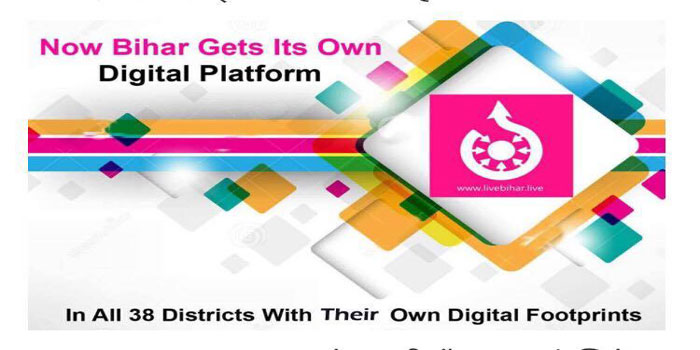 Now Bihar Gets Its Own
Digital Platform
www.livebihar.live
In All 38 Districts With Their Own Digital Footprints